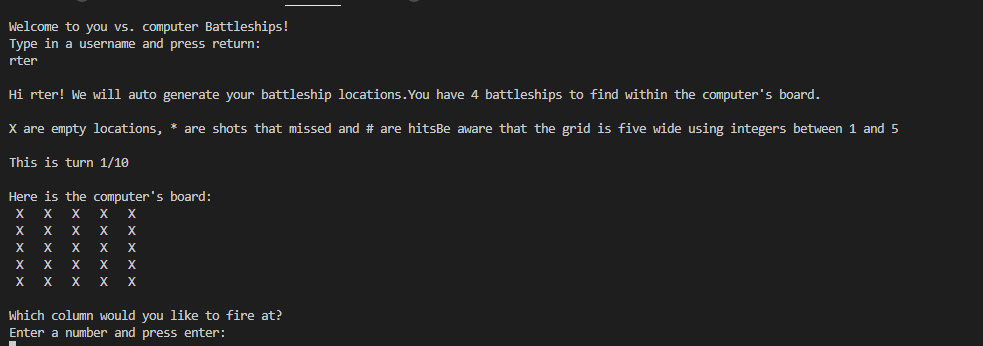 Welcome to you vs. computer Battleships!
Type in a username and press return:
rter
Hi rter! We will auto generate your battleship locations.You have 4 battleships to find within the computer's board.
X are empty locations, * are shots that missed and # are hitsBe aware that the grid is five wide using integers between 1 and 5
This is turn 1/10
Here is the computer's board:
X X X X X
X X X X X
X X X X X
X X X X X
X X X X X
Which column would you like to fire at?
Enter a number and press enter: